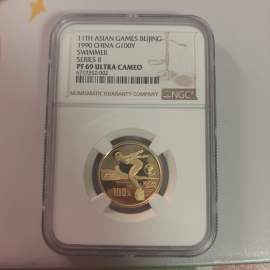 11TH ASIAN GAMES BEIJING
1990 CHINA G100Y
SWIMMER
SERIES II
PF 69 ULTRA CAMEO
6717352-002
NUMISMATIC GUARANTY COMPANY
NGC
100元